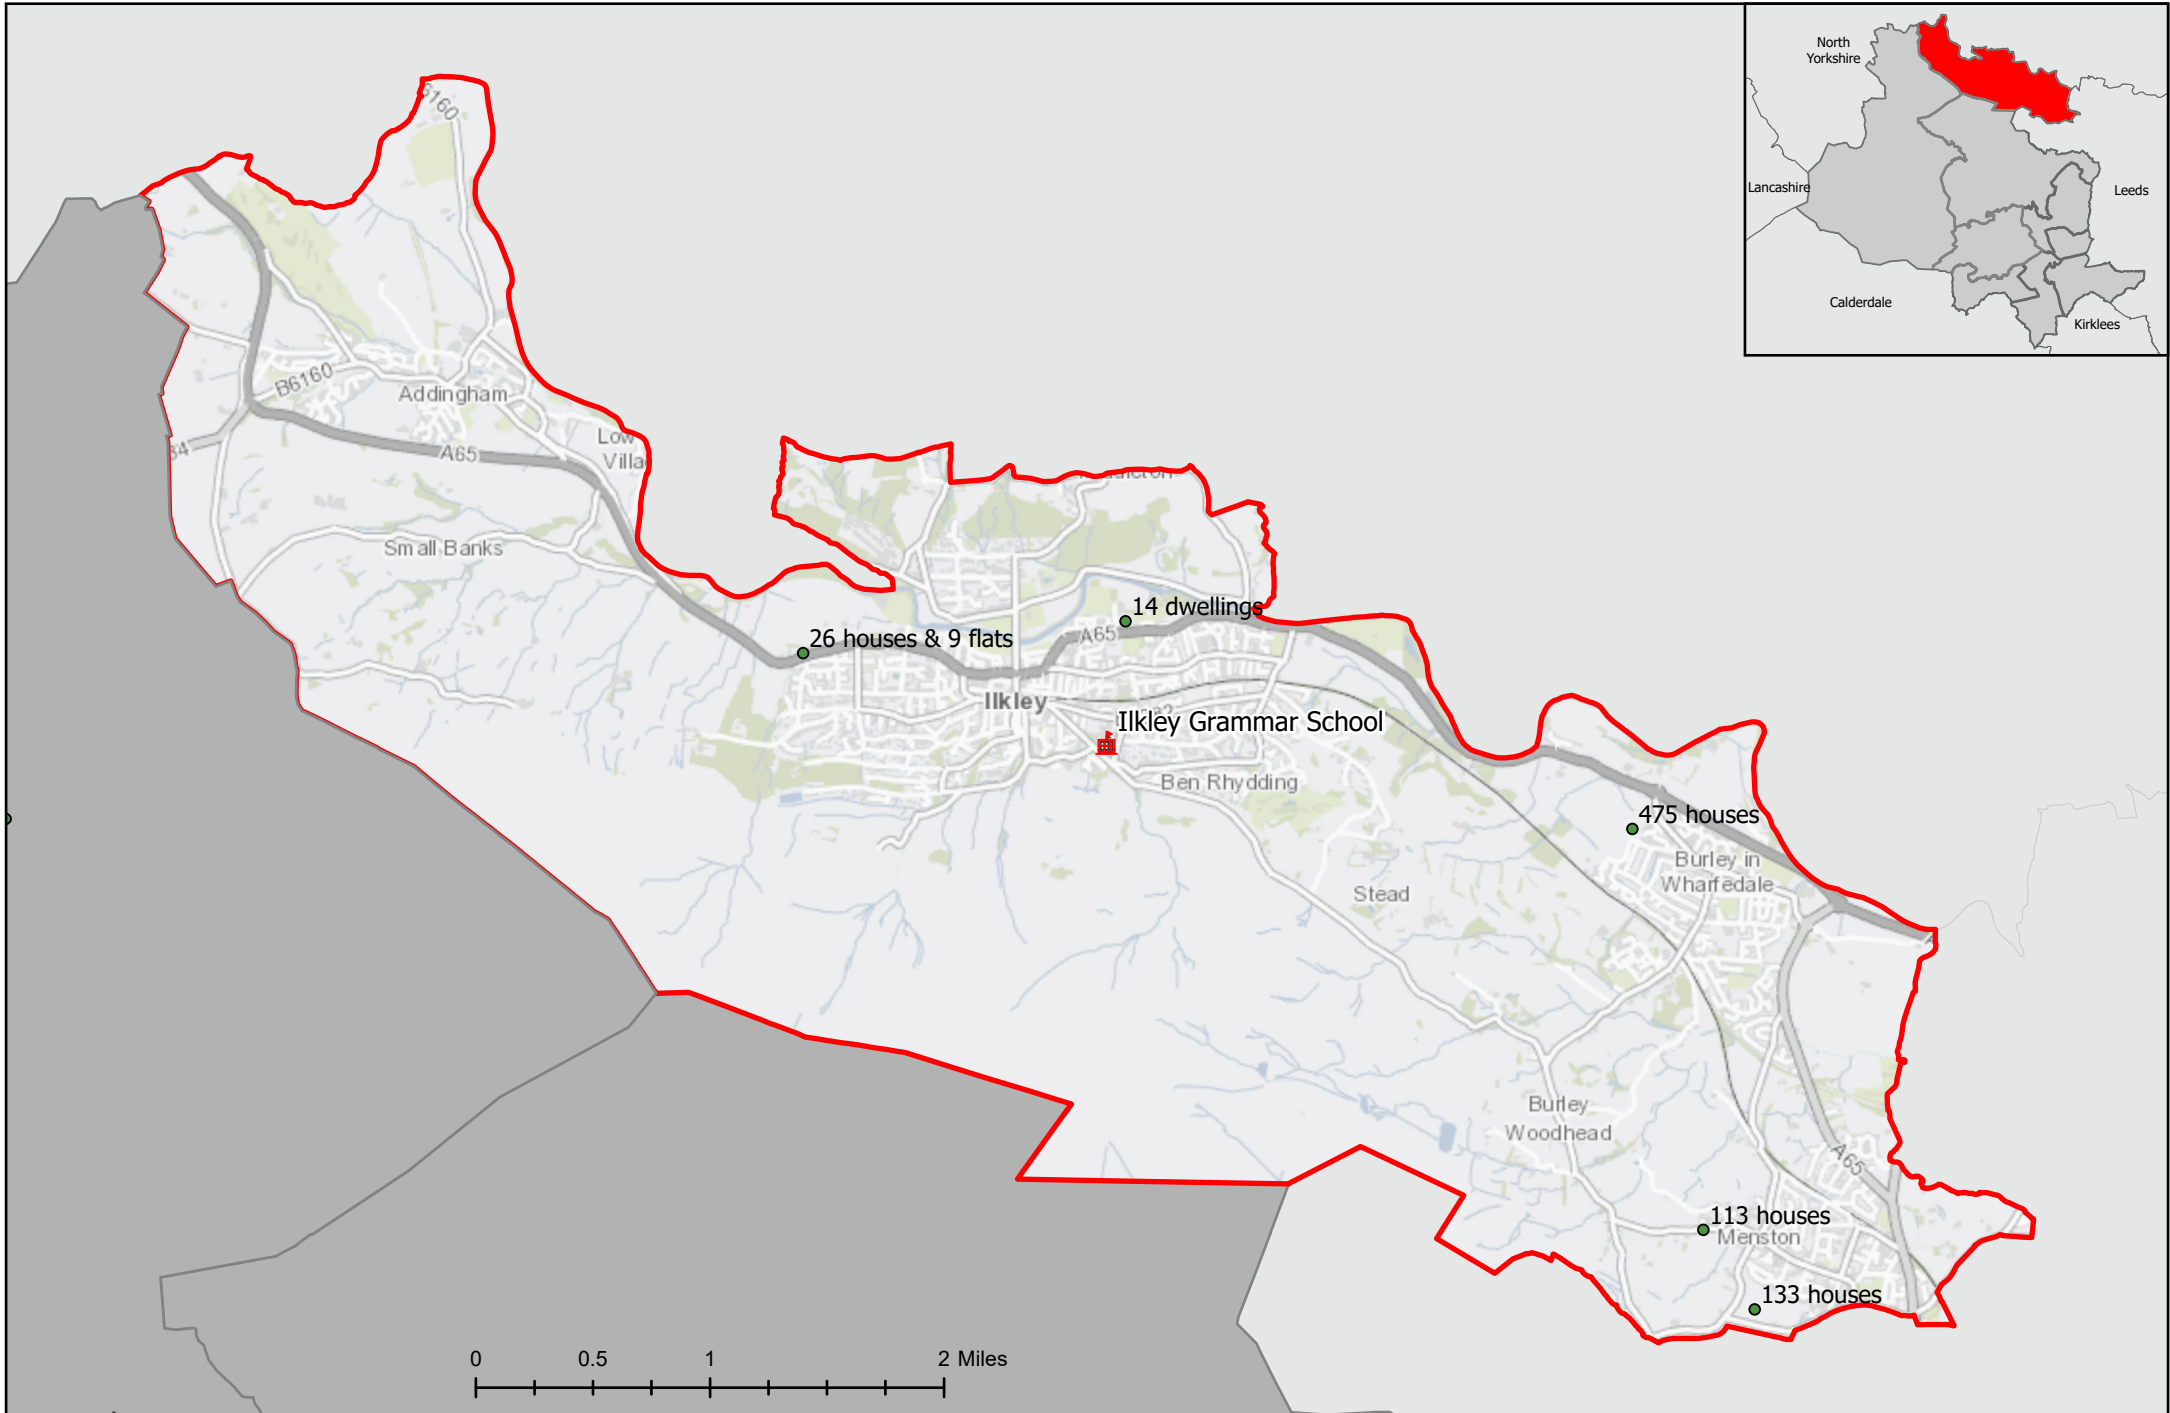 North
Yorkshire
Lancashire
Leeds
Calderdale
Kirklees
6160
B6160
Addingham
Low
A65
Small Banks
14 dwellings
26 houses & 9 flats
A65
Ilkley
Ilkley Grammar School
Ben Rhydding
475 houses
Burley in
Wharfedale
Stead
Burley
Woodhead
A65
113 houses
Menston
133 houses
0 0.5 1 2 Miles